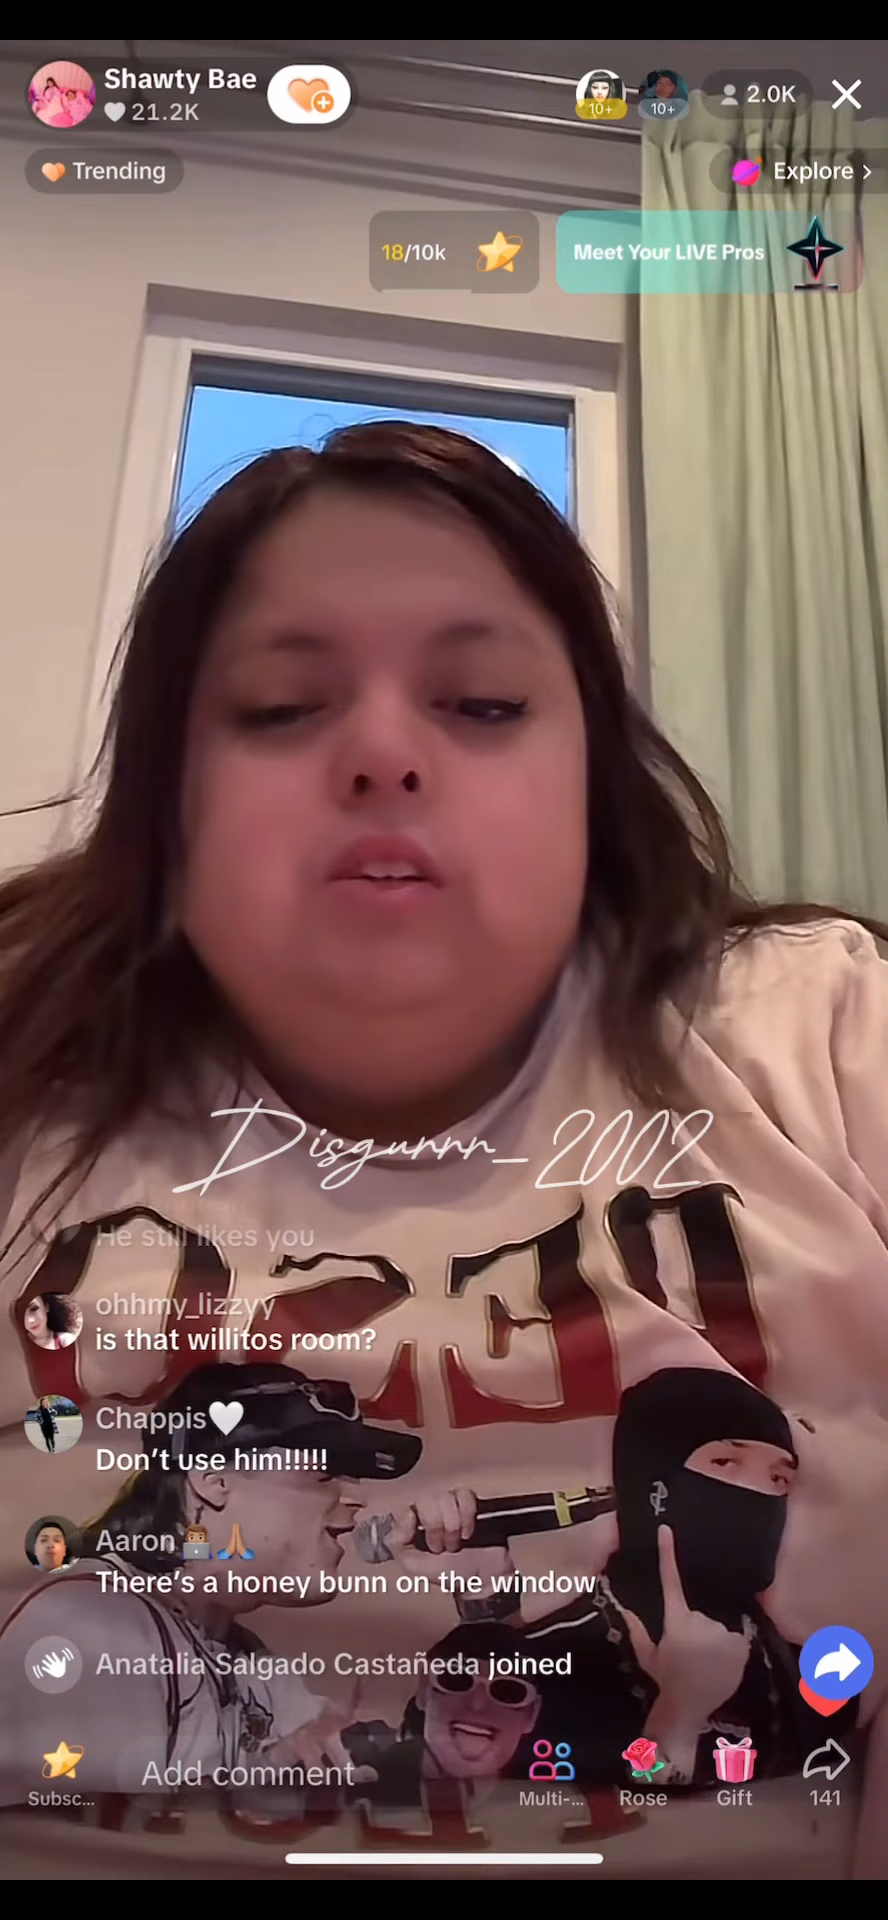 Shawty Bae
21.2K
10+
10+
2.0K
Trending
Explore >
18/10k
Meet Your LIVE Pros
Disgurrr_2002
He still likes you
ohhmy_lizzyy
is that willitos room?
Chappis🤍
Don't use him!!!!!
Aaron👨🏽‍💻🙏🏽
There's a honey bunn on the window
Anatalia Salgado Castañeda joined
Add comment
Subsc...
Multi-...
Rose
Gift
141